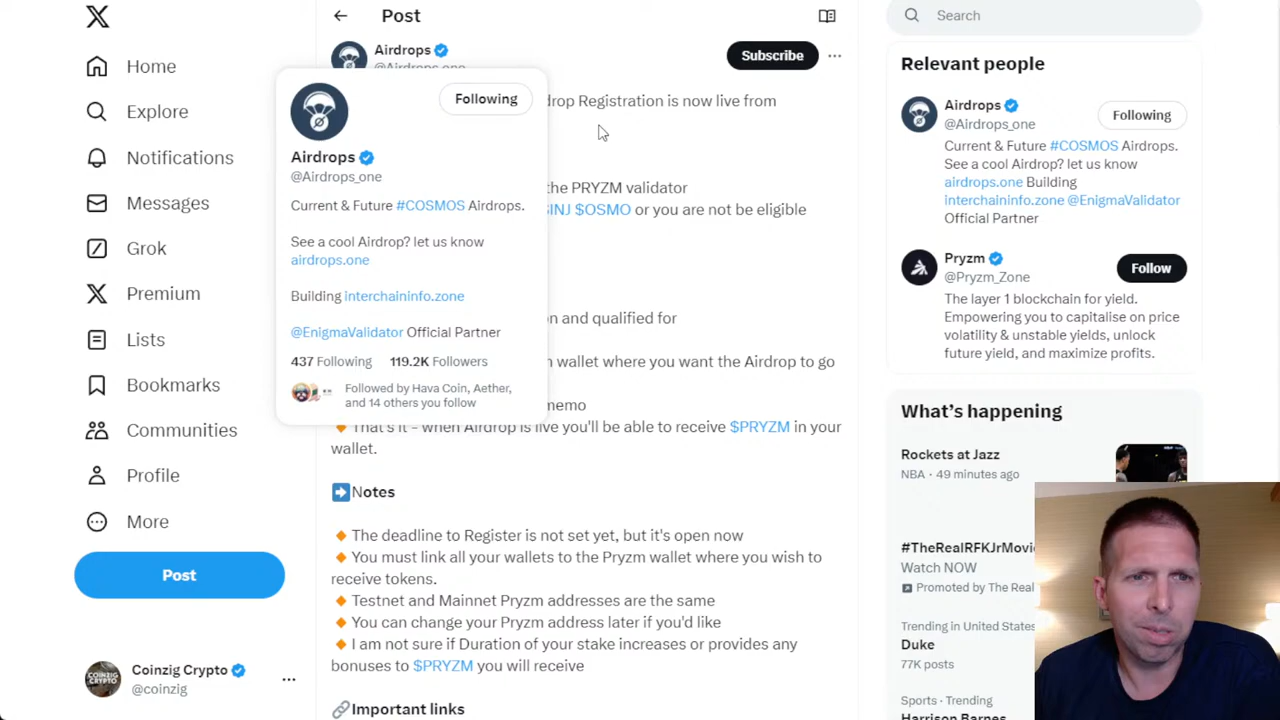 Home
Explore
Notifications
Messages
Grok
Premium
Lists
Bookmarks
Communities
Profile
More
Post
Coinzig Crypto
@coinzig
Post
Airdrops
@Airdrops_one
Subscribe
drop Registration is now live from
the PRYZM validator
$INJ $OSMO or you are not be eligible
on and qualified for
wallet where you want the Airdrop to go
memo
🔸That's it - when Airdrop is live you'll be able to receive $PRYZM in your
wallet.
➡️Notes
🔸The deadline to Register is not set yet, but it's open now
🔸You must link all your wallets to the Pryzm wallet where you wish to
receive tokens.
🔸Testnet and Mainnet Pryzm addresses are the same
🔸You can change your Pryzm address later if you'd like
🔸I am not sure if Duration of your stake increases or provides any
bonuses to $PRYZM you will receive
🔗Important links
Following
Airdrops
@Airdrops_one
Current & Future #COSMOS Airdrops.
See a cool Airdrop? let us know
airdrops.one
Building interchaininfo.zone
@EnigmaValidator Official Partner
437 Following 119.2K Followers
Followed by Hava Coin, Aether,
and 14 others you follow
Search
Relevant people
Airdrops
@Airdrops_one
Following
Current & Future #COSMOS Airdrops.
See a cool Airdrop? let us know
airdrops.one Building
interchaininfo.zone @EnigmaValidator
Official Partner
Pryzm
@Pryzm_Zone
Follow
The layer 1 blockchain for yield.
Empowering you to capitalise on price
volatility & unstable yields, unlock
future yield, and maximize profits.
What's happening
Rockets at Jazz
NBA · 49 minutes ago
#TheRealRFKJrMovi
Watch NOW
Promoted by The Real
Trending in United States
Duke
77K posts
Sports · Trending
Harrison Barnes